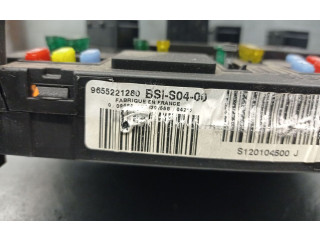 9655221280 BSI-S04-00
FABRIQUE EN FRANCE
S120104500 J